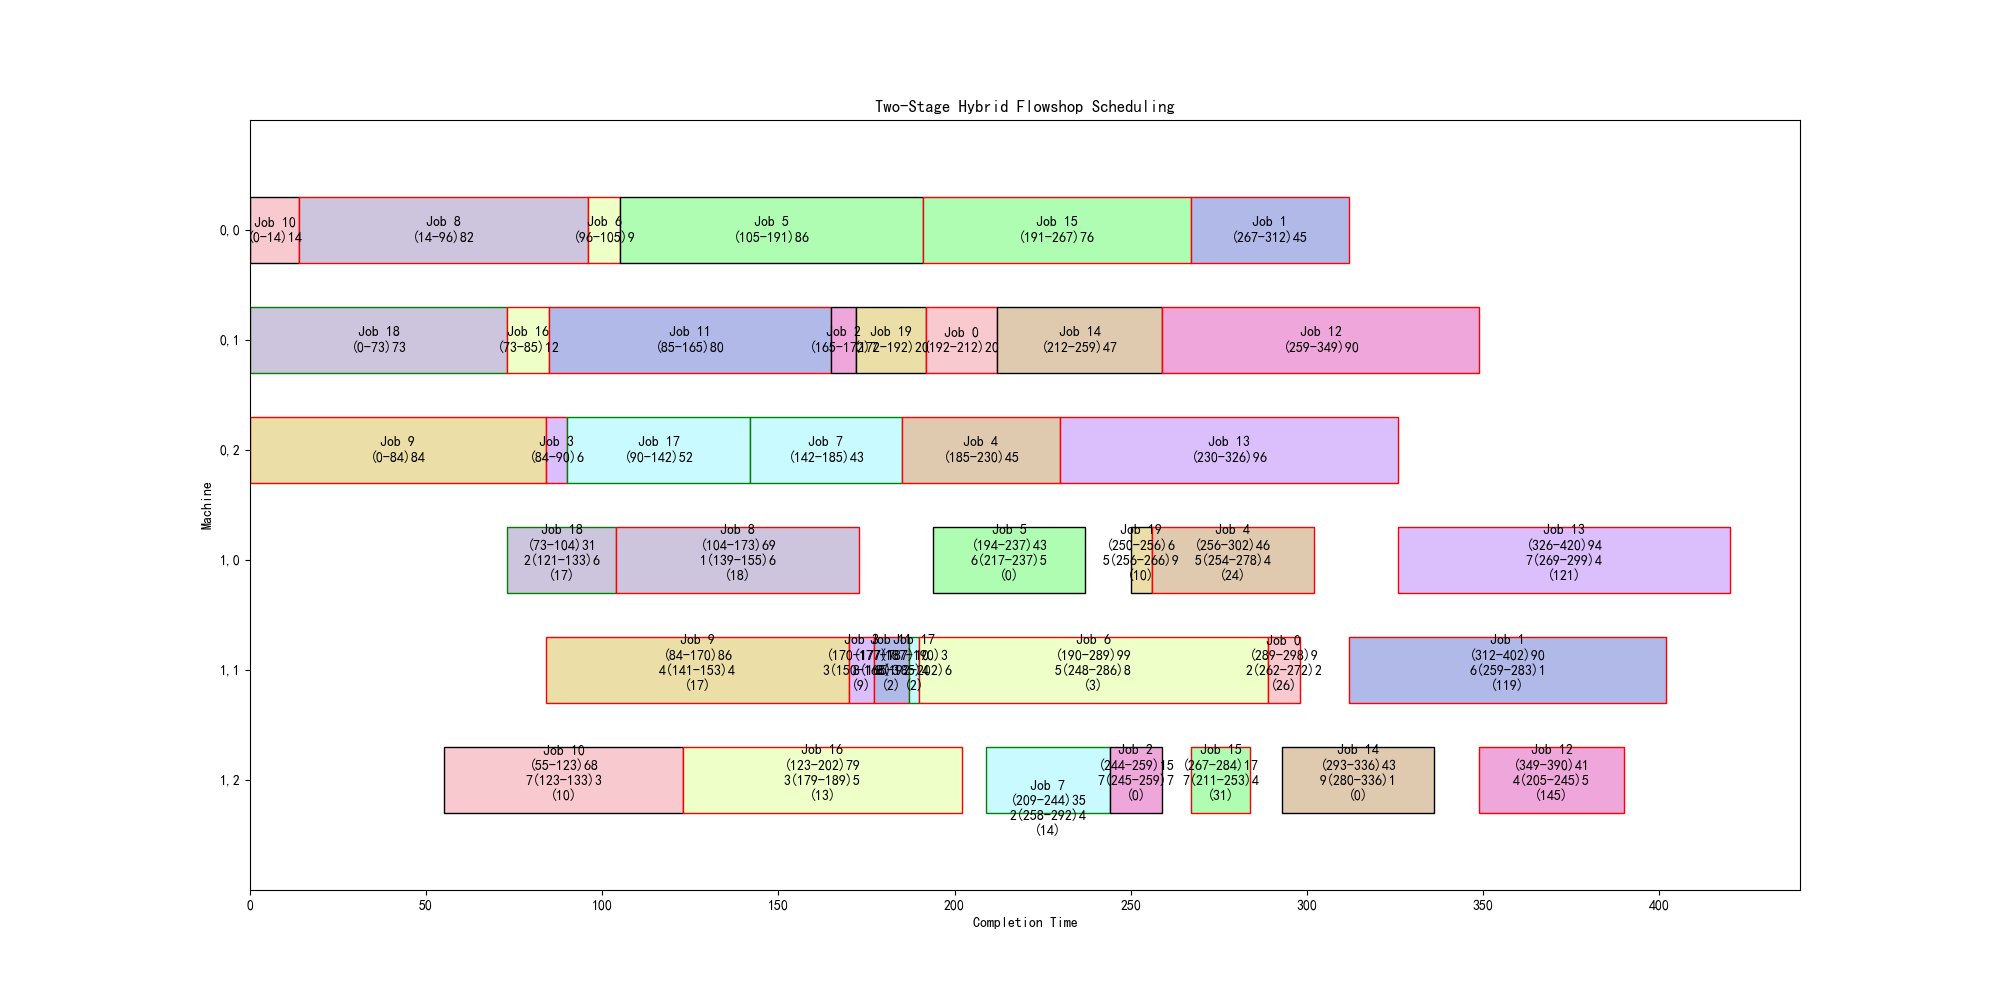 Two-Stage Hybrid Flowshop Scheduling
0,0
Job 10
(0-14)14
Job 8
(14-96)82
Job 6
(96-105)9
Job 5
(105-191)86
Job 15
(191-267)76
Job 1
(267-312)45
0,1
Job 18
(0-73)73
Job 16
(73-85)12
Job 11
(85-165)80
Job 2
(165-172)7
Job 19
(172-192)20
Job 0
(192-212)20
Job 14
(212-259)47
Job 12
(259-349)90
0,2
Job 9
(0-84)84
Job 3
(84-90)6
Job 17
(90-142)52
Job 7
(142-185)43
Job 4
(185-230)45
Job 13
(230-326)96
Machine
1,0
Job 18
(73-104)31
2(121-133)6
(17)
Job 8
(104-173)69
1(139-155)6
(18)
Job 5
(194-237)43
6(217-237)5
(0)
Job 19
(250-256)6
5(256-266)9
(10)
Job 4
(256-302)46
5(254-278)4
(24)
Job 13
(326-420)94
7(269-299)4
(121)
1,1
Job 9
(84-170)86
4(141-153)4
(17)
Job 3
(9)
Job 11
(2)
Job 17
(187-190)3
(2)
Job 6
(190-289)99
5(248-286)8
(3)
Job 0
(289-298)9
2(262-272)2
(26)
Job 1
(312-402)90
6(259-283)1
(119)
1,2
Job 10
(55-123)68
7(123-133)3
(10)
Job 16
(123-202)79
3(179-189)5
(13)
Job 7
(209-244)35
2(258-292)4
(14)
Job 2
(244-259)15
7(245-259)7
(0)
Job 15
(267-284)17
7(211-253)4
(31)
Job 14
(293-336)43
9(280-336)1
(0)
Job 12
(349-390)41
4(205-245)5
(145)
0 50 100 150 200 250 300 350 400
Completion Time